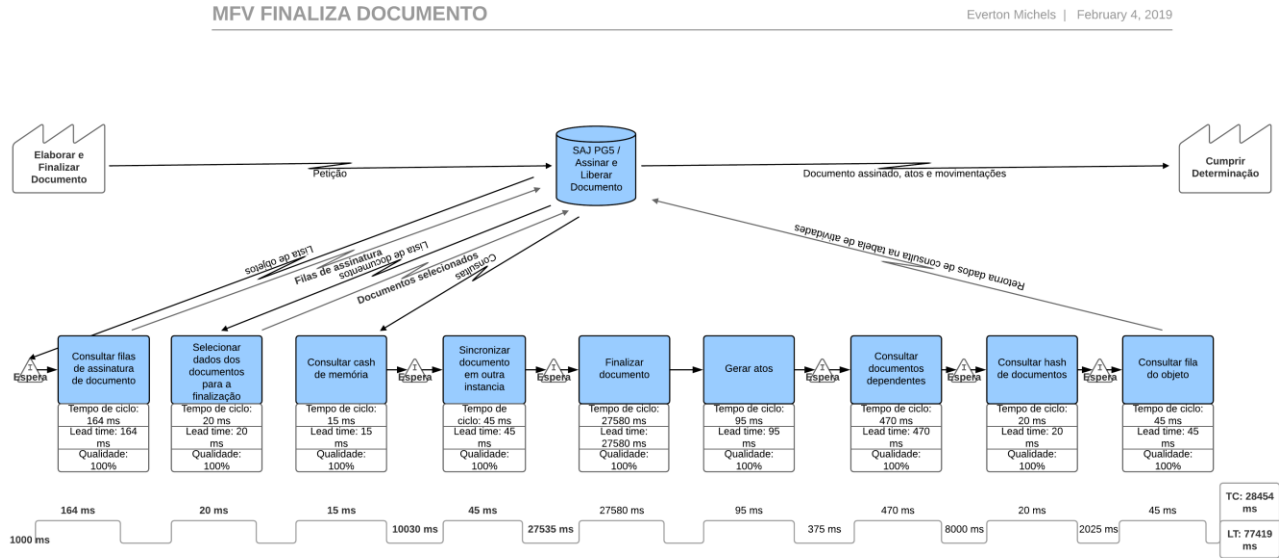 MFV FINALIZA DOCUMENTO
Everton Michels | February 4, 2019
Elaborar e
Finalizar
Documento
Petição
SAJ PG5 /
Assinar e
Liberar
Documento
Documento assinado, atos e movimentações
Cumprir
Determinação
Lista de objetos
Filas de assinatura
Lista de documentos
Documentos selecionados
Consultas
Retorna dados de consulta na tabela de atividades
I
Espera
Consultar filas
de assinatura
de documento
Tempo de ciclo:
164 ms
Lead time: 164
ms
Qualidade:
100%
Selecionar
dados dos
documentos
para a
finalização
Tempo de ciclo:
20 ms
Lead time: 20
ms
Qualidade:
100%
Consultar cash
de memória
Tempo de ciclo:
15 ms
Lead time: 15
ms
Qualidade:
100%
I
Espera
Sincronizar
documento
em outra
instancia
Tempo de
ciclo: 45 ms
Lead time: 45
ms
Qualidade:
100%
I
Espera
Finalizar
documento
Tempo de ciclo:
27580 ms
Lead time:
27580 ms
Qualidade:
100%
Gerar atos
Tempo de ciclo:
95 ms
Lead time: 95
ms
Qualidade:
100%
I
Espera
Consultar
documentos
dependentes
Tempo de ciclo:
470 ms
Lead time: 470
ms
Qualidade:
100%
I
Espera
Consultar hash
de documentos
Tempo de ciclo:
20 ms
Lead time: 20
ms
Qualidade:
100%
I
Espera
Consultar fila
do objeto
Tempo de ciclo:
45 ms
Lead time: 45
ms
Qualidade:
100%
1000 ms
164 ms
20 ms
15 ms
10030 ms
45 ms
27535 ms
27580 ms
95 ms
375 ms
470 ms
8000 ms
20 ms
2025 ms
45 ms
TC: 28454
ms
LT: 77419
ms